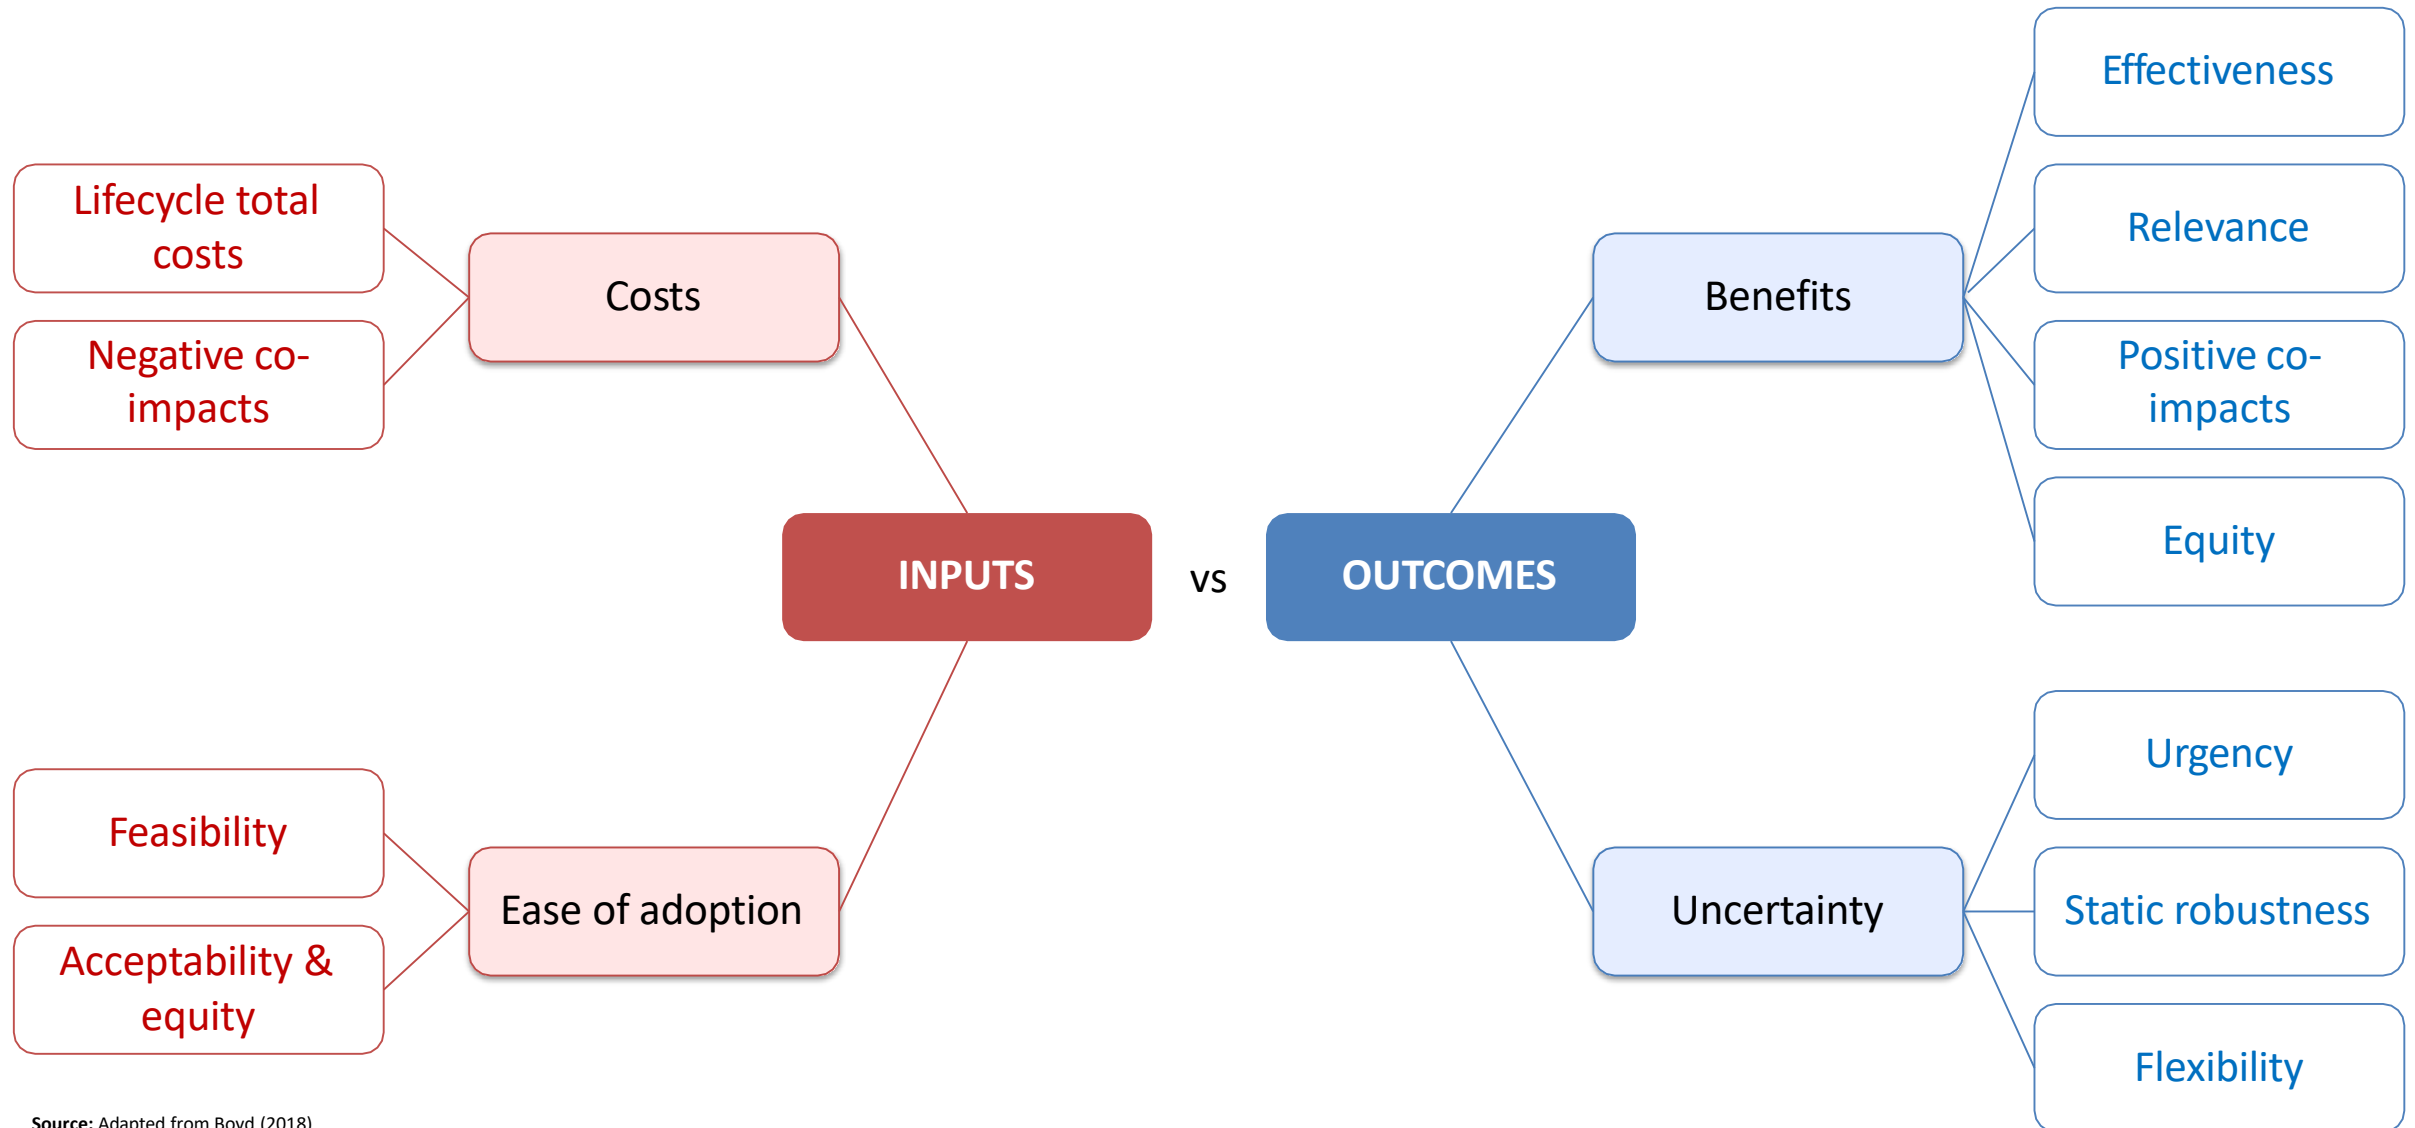 Lifecycle total
costs
Negative co-
impacts
Costs
Feasibility
Acceptability &
equity
Ease of adoption
INPUTS
vs
OUTCOMES
Benefits
Effectiveness
Relevance
Positive co-
impacts
Equity
Uncertainty
Urgency
Static robustness
Flexibility
Source: Adapted from Boyd (2018)